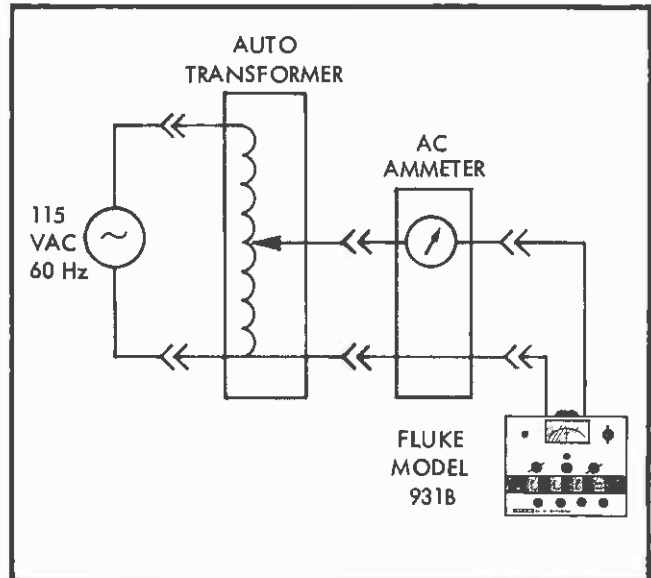 AUTO
TRANSFORMER
AC
AMMETER
115
VAC
60 Hz
FLUKE
MODEL
931B